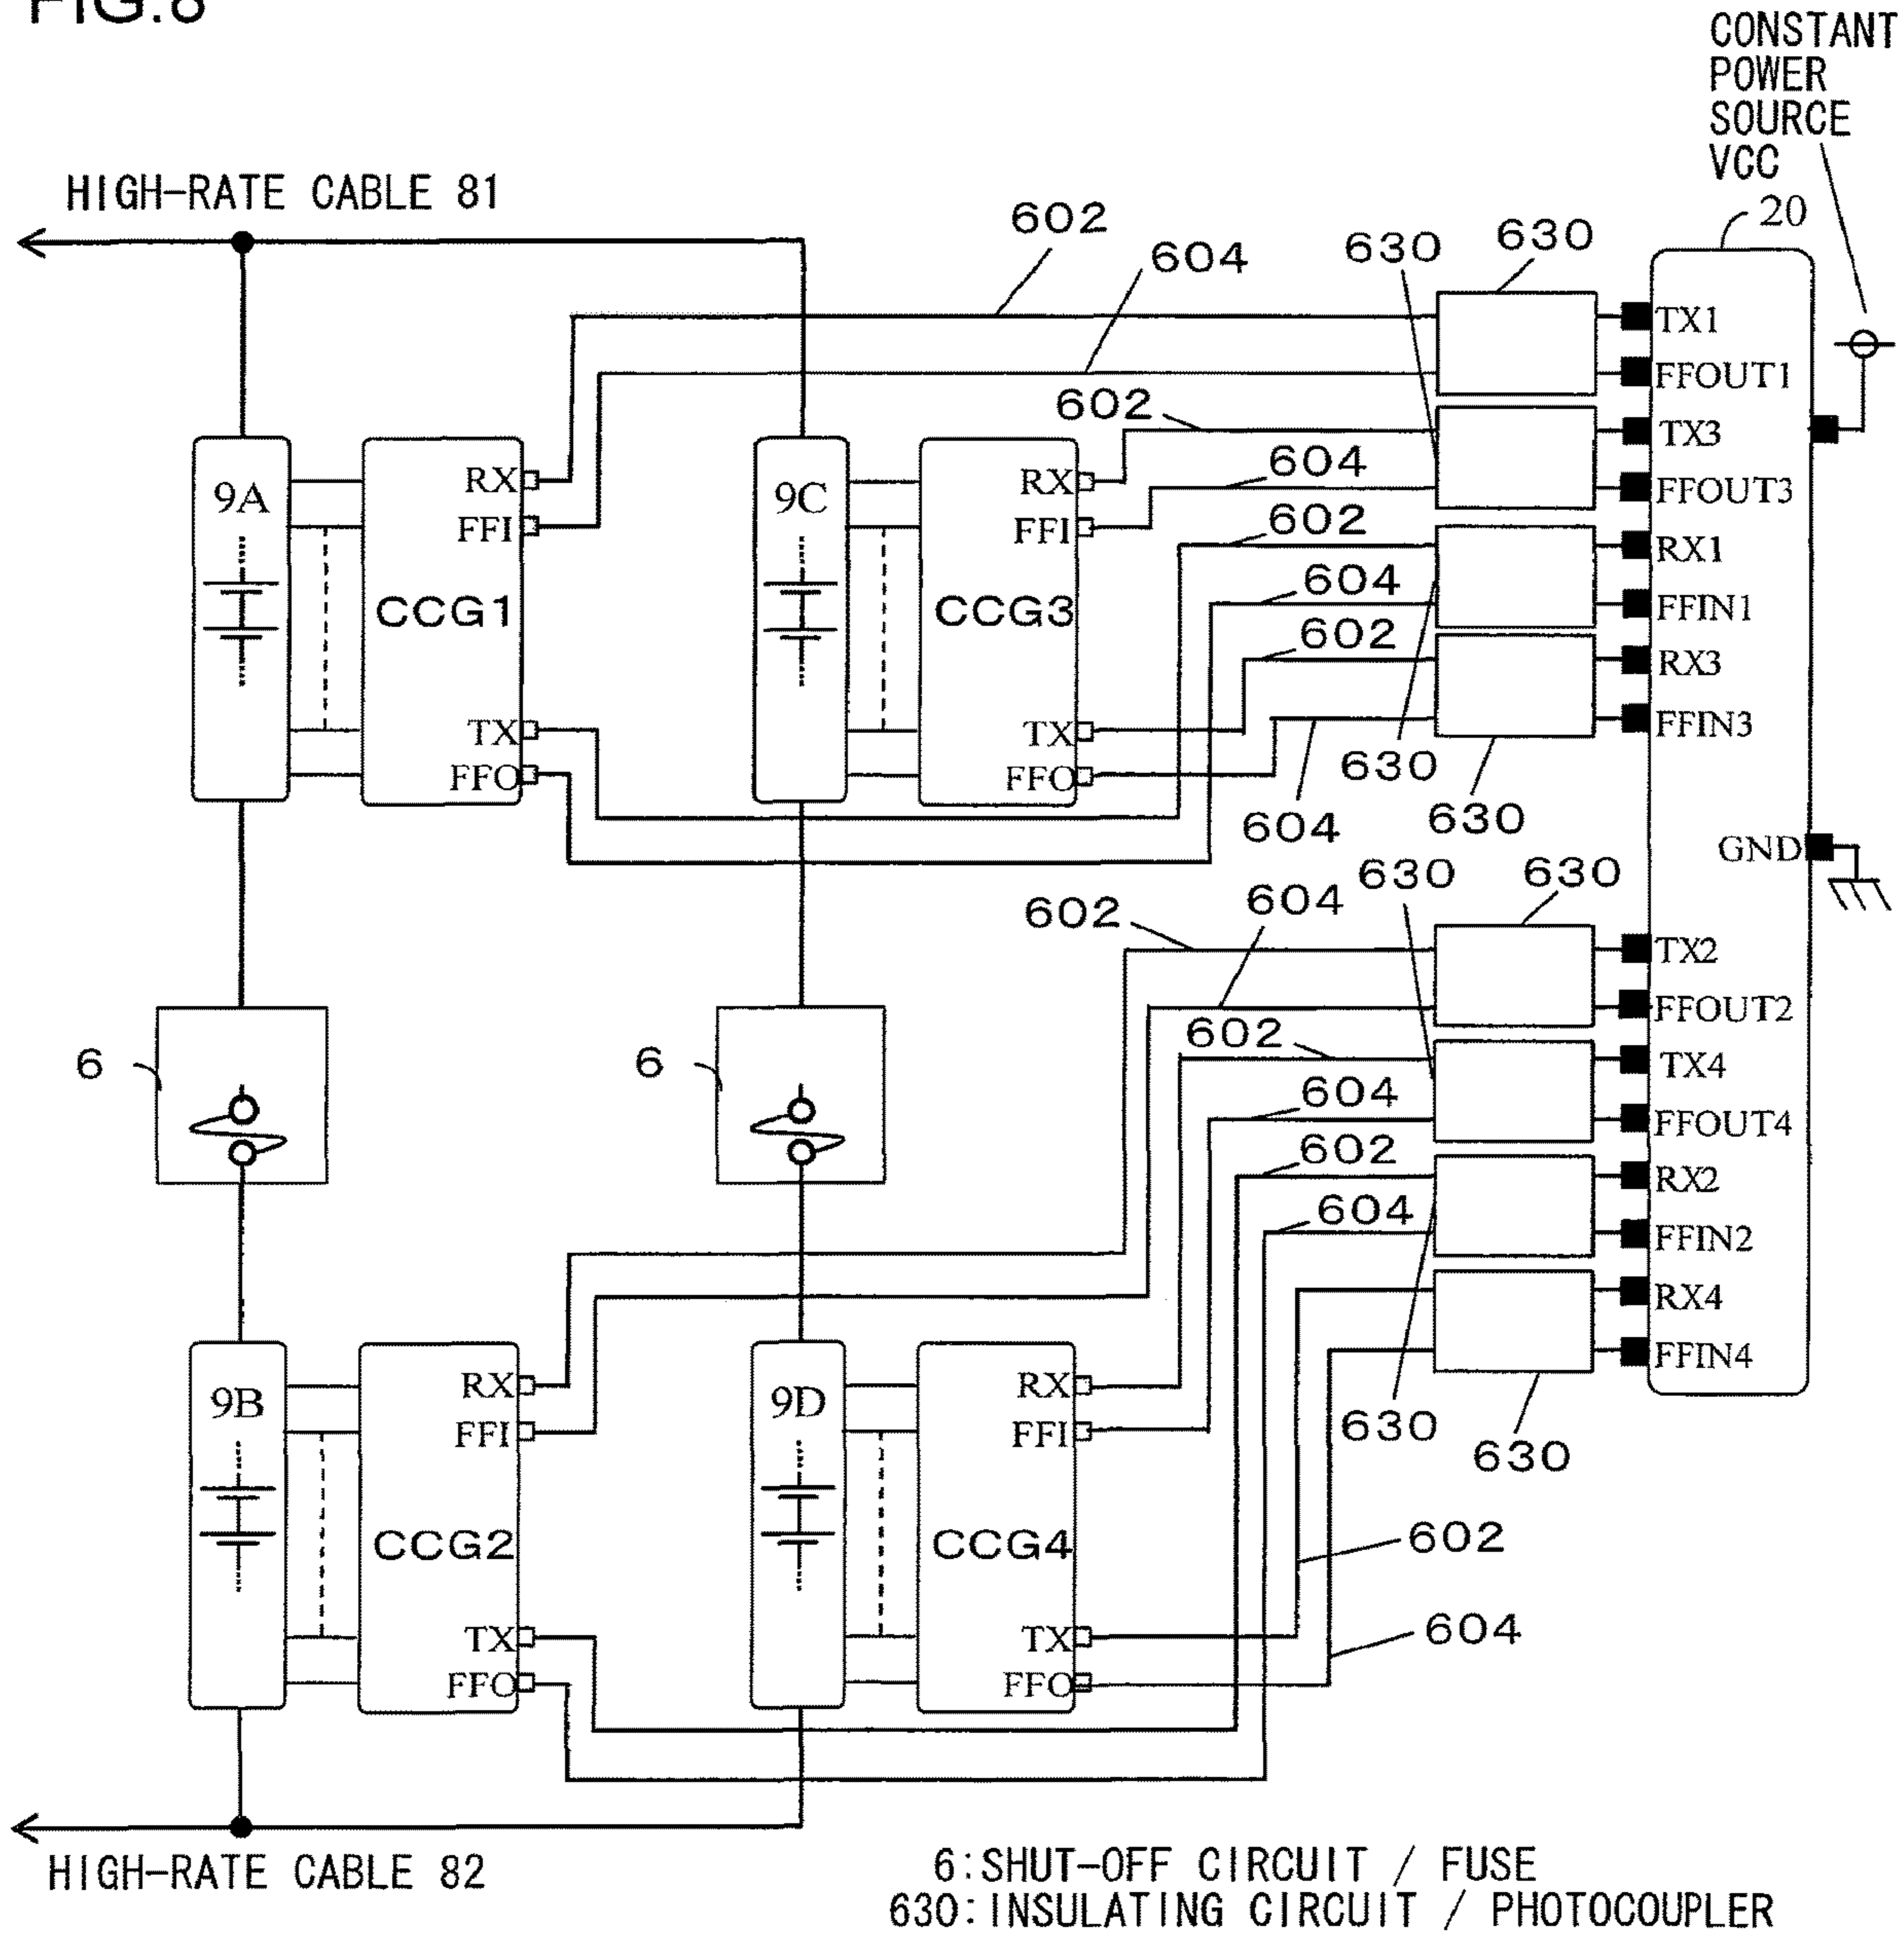 FIG.8
CONSTANT
POWER
SOURCE
VCC
HIGH-RATE CABLE 81
602
604
630
630
20
TX1
FFOUT1
602
TX3
604
FFOUT3
9A
RX
FFI
CCG1
TX
FFO
9C
RX
FFI
CCG3
TX
FFO
602
RX1
604
FFIN1
602
RX3
FFIN3
630
604
630
GND
630
630
602
604
TX2
FFOUT2
6
6
602
TX4
604
FFOUT4
602
RX2
604
FFIN2
RX4
FFIN4
630
630
9B
RX
FFI
CCG2
TX
FFO
9D
RX
FFI
CCG4
TX
FFO
602
604
HIGH-RATE CABLE 82
6:SHUT-OFF CIRCUIT / FUSE
630:INSULATING CIRCUIT / PHOTOCOUPLER